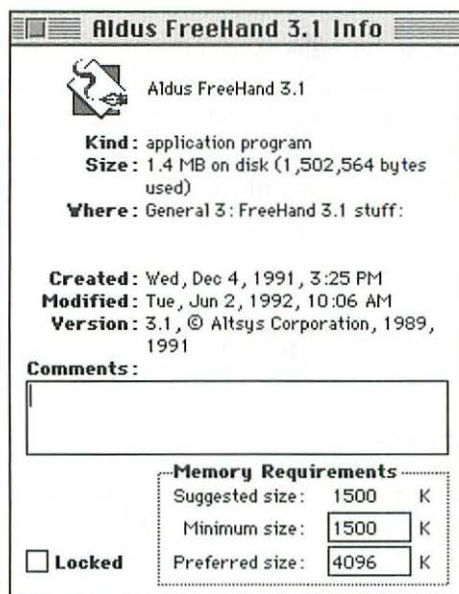 Aldus FreeHand 3.1 Info
Aldus FreeHand 3.1
Kind: application program
Size: 1.4 MB on disk (1,502,564 bytes
used)
Where: General 3: FreeHand 3.1 stuff:
Created: Wed, Dec 4, 1991, 3:25 PM
Modified: Tue, Jun 2, 1992, 10:06 AM
Version: 3.1, © Altsys Corporation, 1989,
1991
Comments:
Memory Requirements
Suggested size: 1500 K
Minimum size: 1500 K
Locked Preferred size: 4096 K